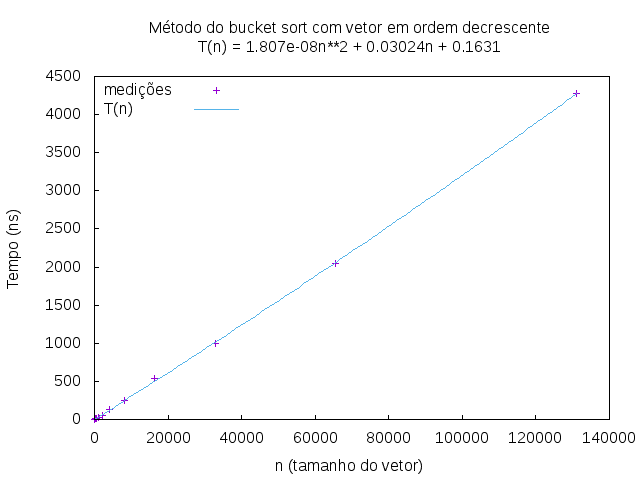 Método do bucket sort com vetor em ordem decrescente
T(n) = 1.807e-08n**2 + 0.03024n + 0.1631
medições
T(n)
4500
4000
3500
3000
2500
2000
1500
1000
500
0
Tempo (ns)
0 20000 40000 60000 80000 100000 120000 140000
n (tamanho do vetor)